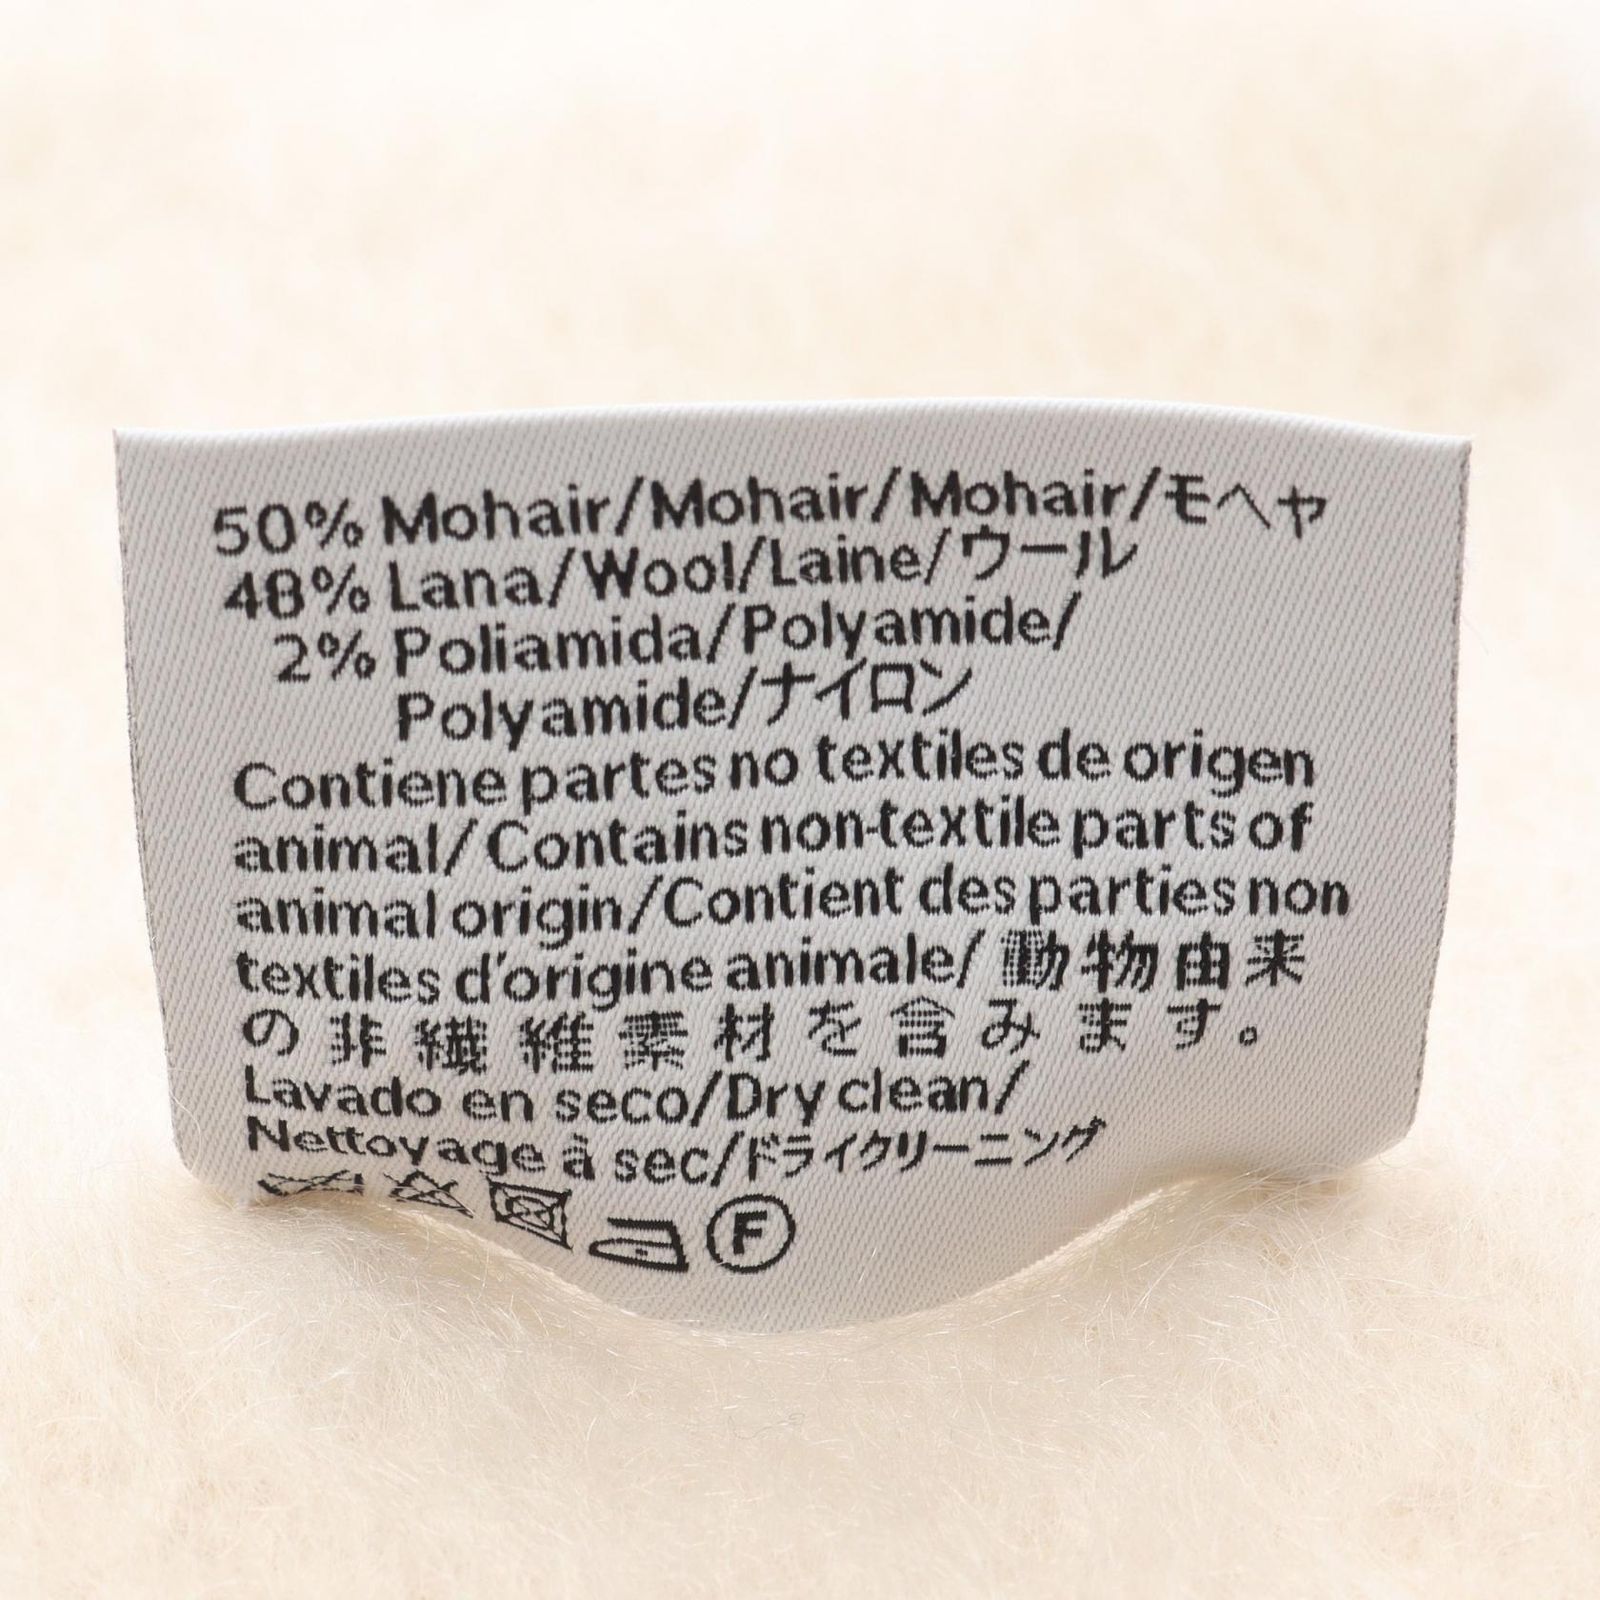 50% Mohair/Mohair/Mohair/モヘヤ
48% Lana/Wool/Laine/ウール
2% Poliamida/Polyamide/
Polyamide/ナイロン
Contiene partes no textiles de origen
animal/Contains non-textile parts of
animal origin/Contient des parties non
textiles d'origine animale/動物由来
の非繊維素材を含みます。
Lavado en seco/Dry clean/
Nettoyage à sec/ドライクリーニング
F